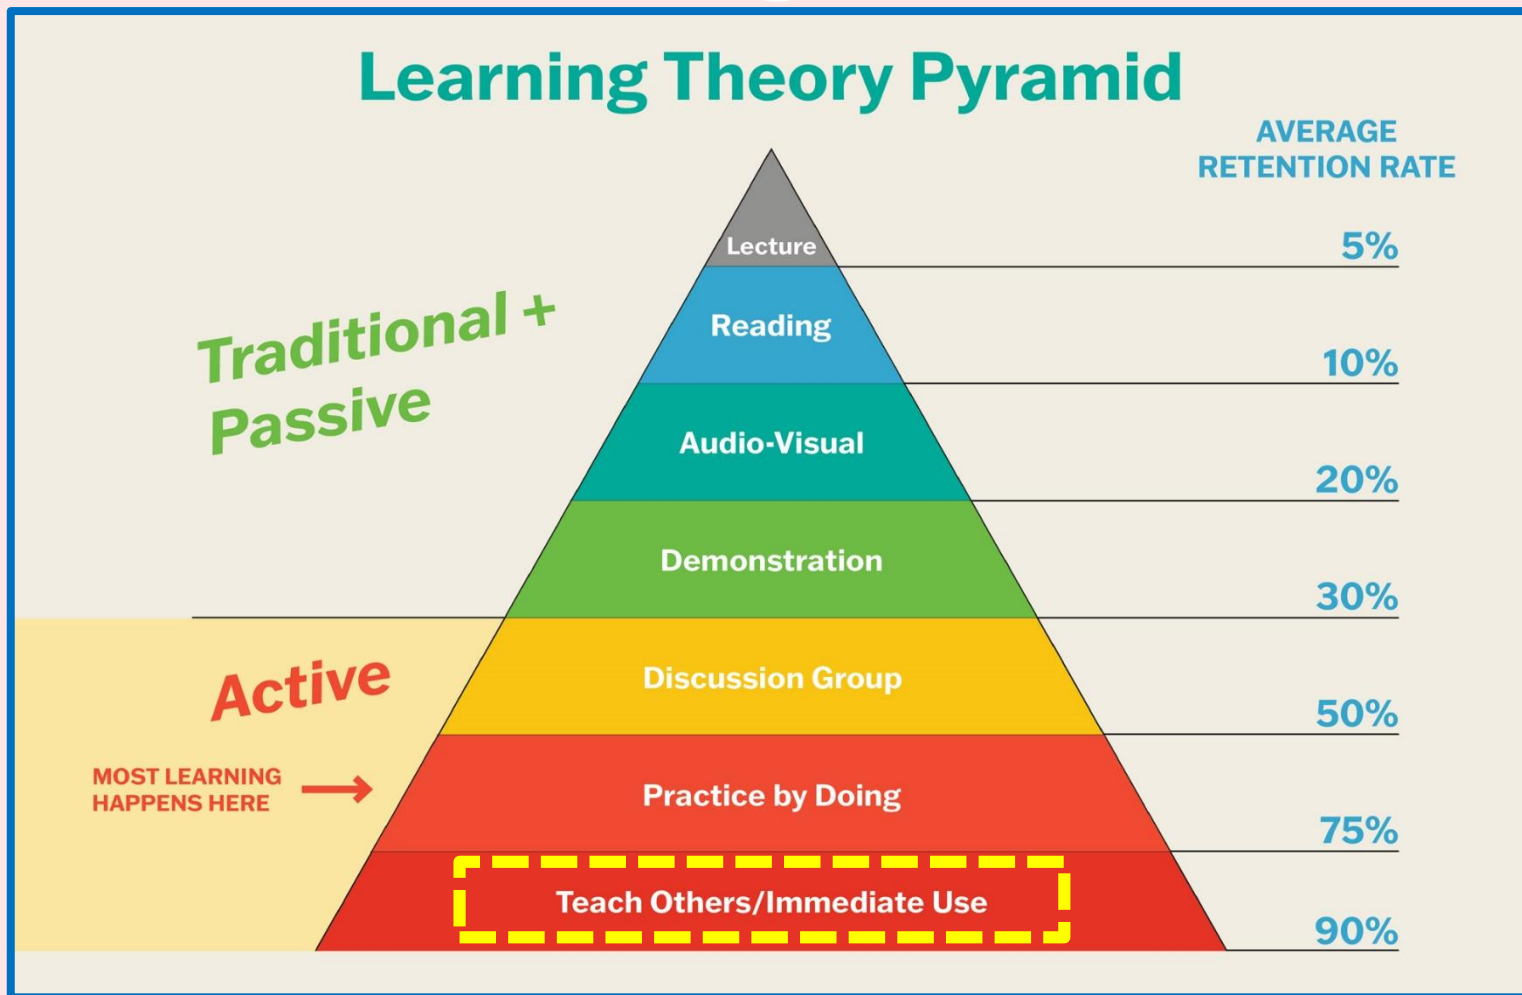 Learning Theory Pyramid
AVERAGE
RETENTION RATE
Lecture
5%
Traditional +
Passive
Reading
10%
Audio-Visual
20%
Demonstration
30%
Active
Discussion Group
50%
MOST LEARNING
HAPPENS HERE
Practice by Doing
75%
Teach Others/Immediate Use
90%